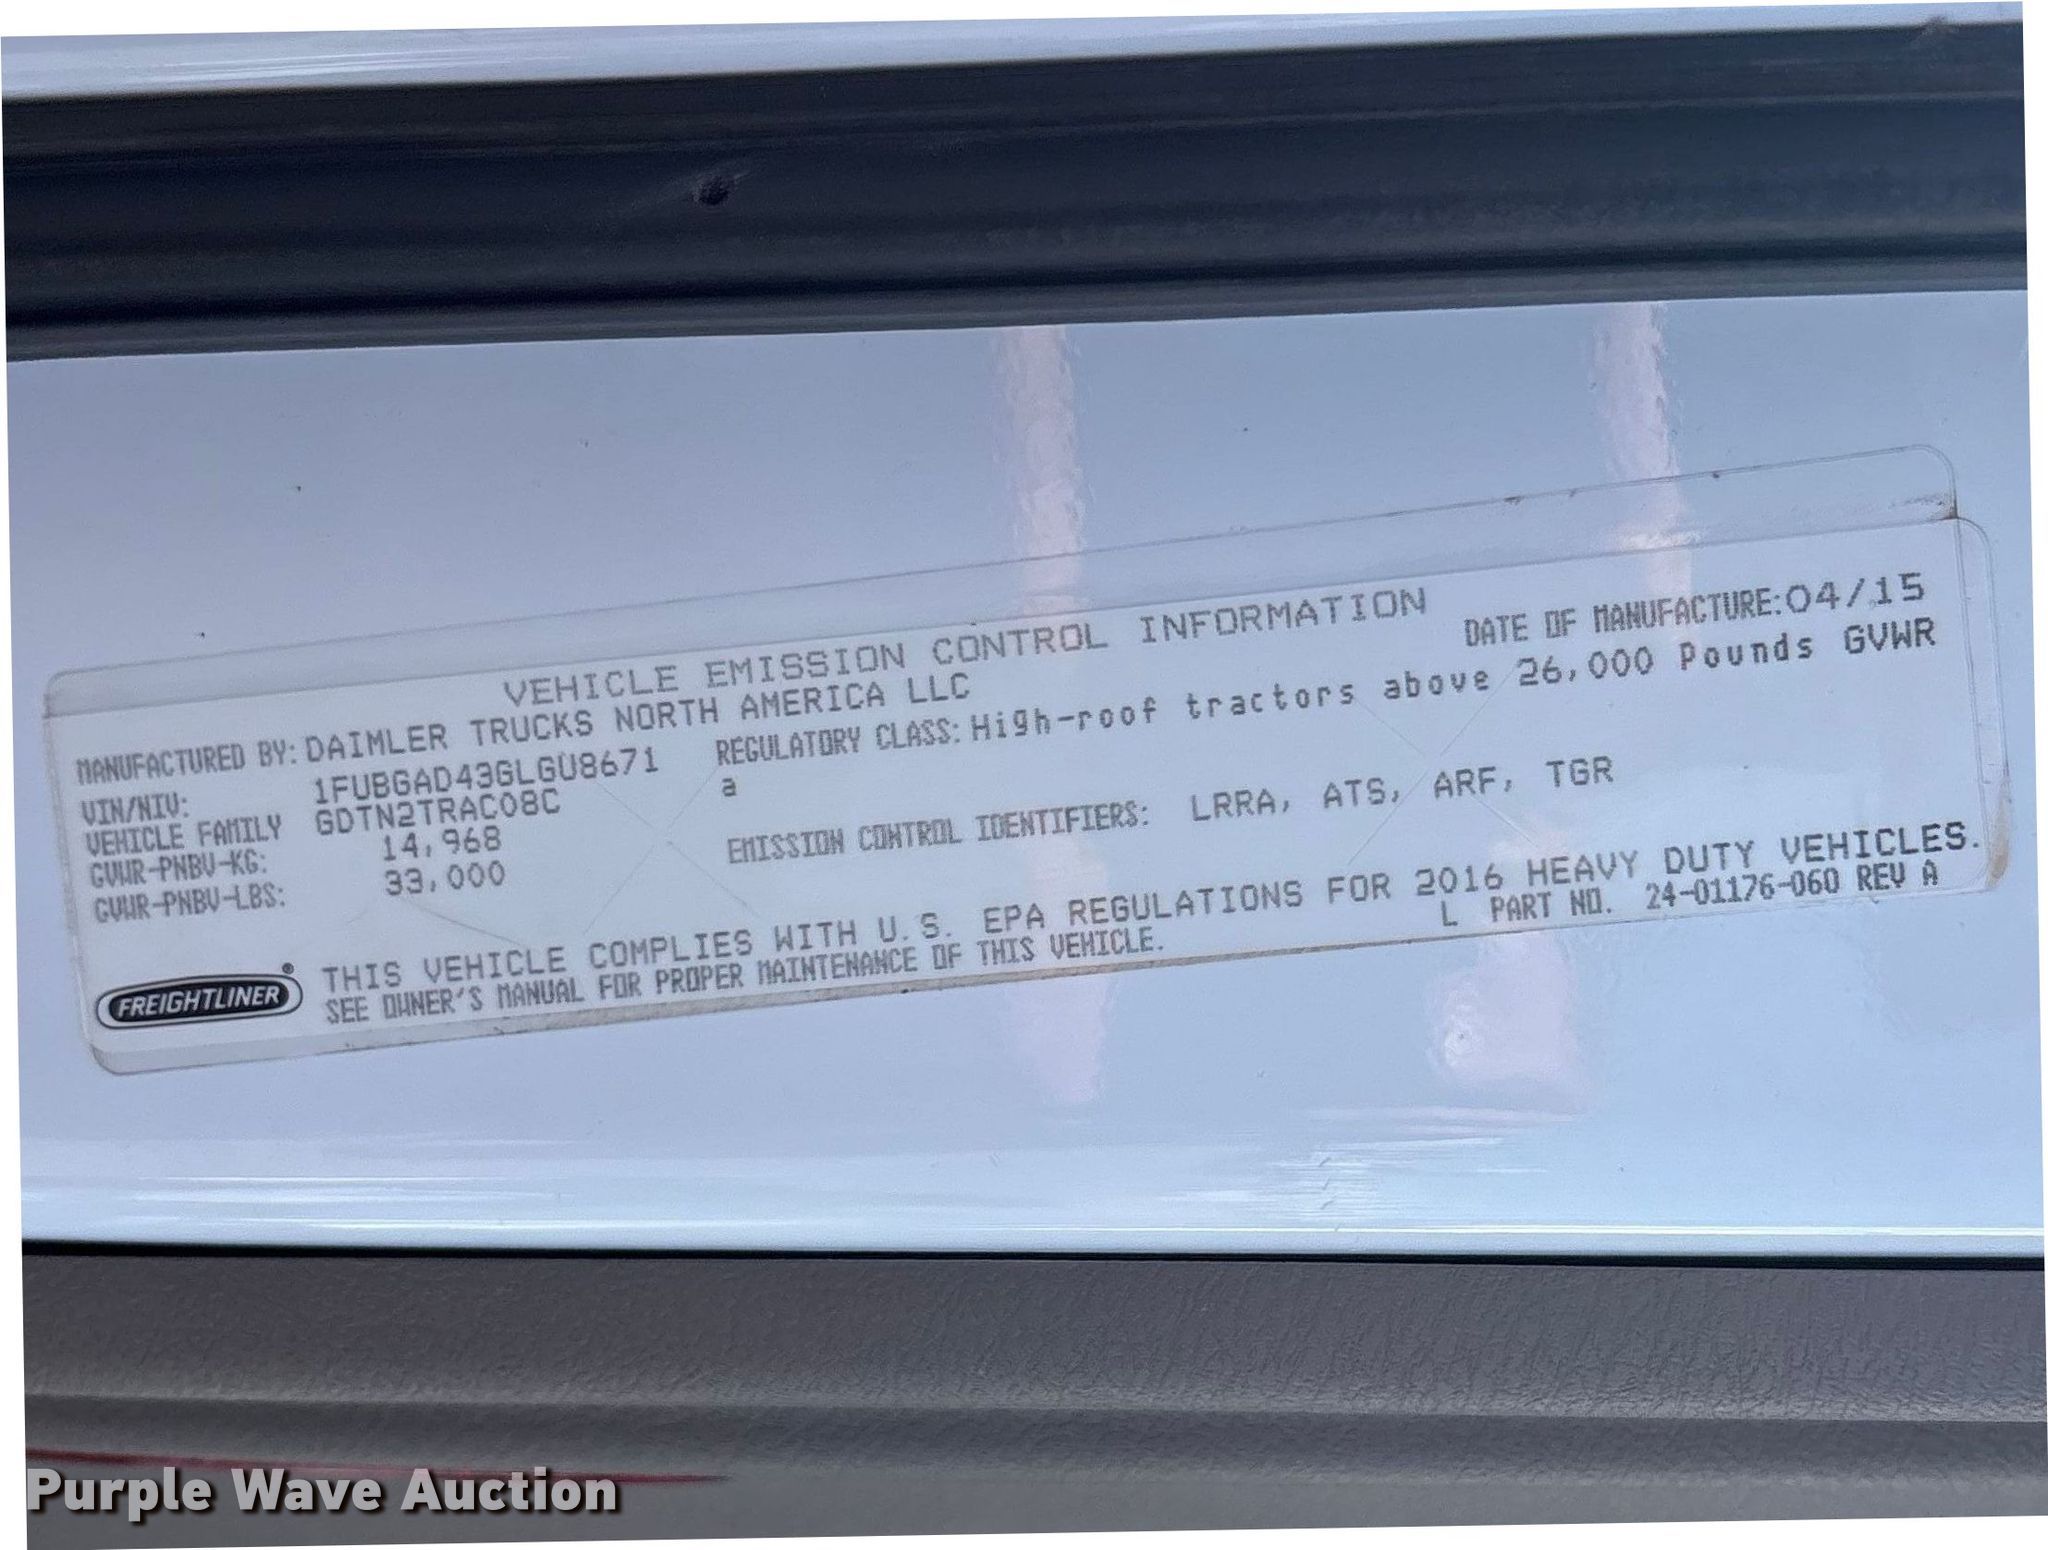 VEHICLE EMISSION CONTROL INFORMATION
DATE OF MANUFACTURE:04/15
MANUFACTURED BY: DAIMLER TRUCKS NORTH AMERICA LLC
VIN/NIV: 1FUBGAD43GLGU8671
REGULATORY CLASS: High-roof tractors above 26,000 Pounds GVWR
a
VEHICLE FAMILY GDTN2TRAC08C
GVWR-PNBV-KG: 14,968
EMISSION CONTROL IDENTIFIERS: LRRA, ATS, ARF, TGR
GVWR-PNBV-LBS: 33,000
THIS VEHICLE COMPLIES WITH U.S. EPA REGULATIONS FOR 2016 HEAVY DUTY VEHICLES.
SEE OWNER'S MANUAL FOR PROPER MAINTENANCE OF THIS VEHICLE.
L PART NO. 24-01176-060 REV A
FREIGHTLINER®
Purple Wave Auction